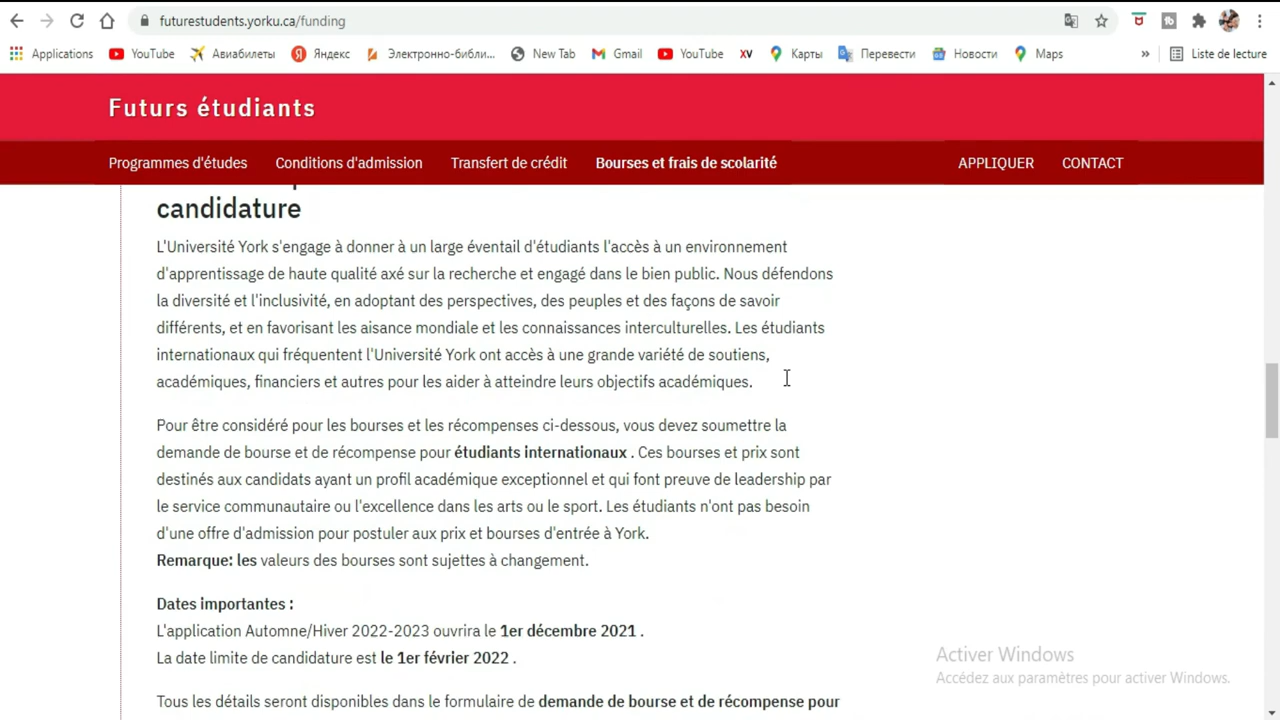 futurestudents.yorku.ca/funding
Applications YouTube Авиабилеты Яндекс Электронно-библи... New Tab Gmail YouTube XV Карты Перевести Новости Maps » Liste de lecture
Futurs étudiants
Programmes d'études Conditions d'admission Transfert de crédit Bourses et frais de scolarité APPLIQUER CONTACT
candidature
L'Université York s'engage à donner à un large éventail d'étudiants l'accès à un environnement
d'apprentissage de haute qualité axé sur la recherche et engagé dans le bien public. Nous défendons
la diversité et l'inclusivité, en adoptant des perspectives, des peuples et des façons de savoir
différents, et en favorisant les aisance mondiale et les connaissances interculturelles. Les étudiants
internationaux qui fréquentent l'Université York ont accès à une grande variété de soutiens,
académiques, financiers et autres pour les aider à atteindre leurs objectifs académiques.
Pour être considéré pour les bourses et les récompenses ci-dessous, vous devez soumettre la
demande de bourse et de récompense pour étudiants internationaux . Ces bourses et prix sont
destinés aux candidats ayant un profil académique exceptionnel et qui font preuve de leadership par
le service communautaire ou l'excellence dans les arts ou le sport. Les étudiants n'ont pas besoin
d'une offre d'admission pour postuler aux prix et bourses d'entrée à York.
Remarque: les valeurs des bourses sont sujettes à changement.
Dates importantes :
L'application Automne/Hiver 2022-2023 ouvrira le 1er décembre 2021 .
La date limite de candidature est le 1er février 2022 .
Activer Windows
Accédez aux paramètres pour activer Windows.
Tous les détails seront disponibles dans le formulaire de demande de bourse et de récompense pour